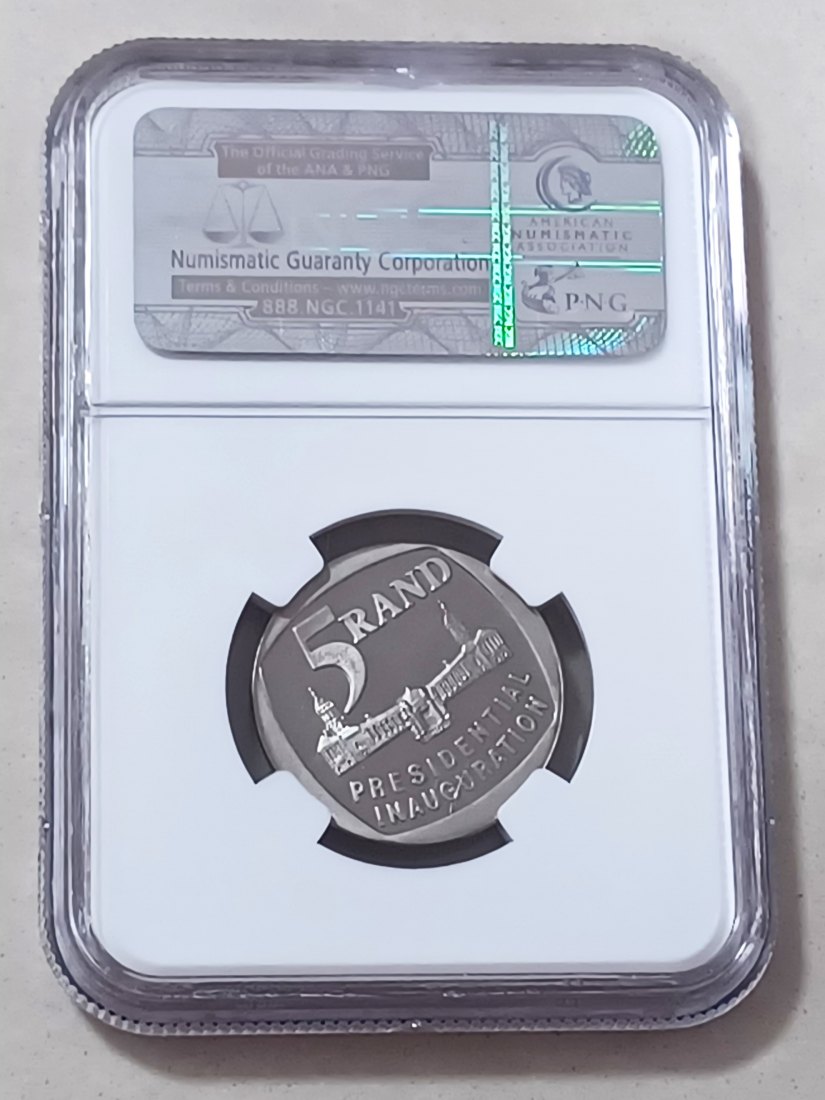 The Official Grading Service
of the ANA & PNG
Numismatic Guaranty Corporation
Terms & Conditions – www.ngcterms.com
888.NGC.1141
AMERICAN
NUMISMATIC
ASSOCIATION
P·N·G
5 RAND
PRESIDENTIAL
INAUGURATION